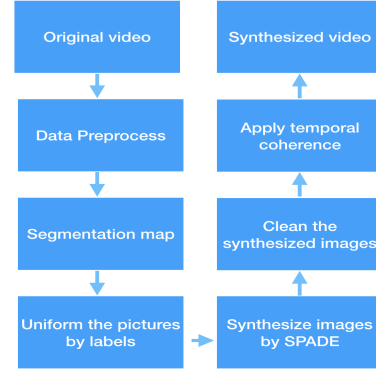 Original video
Data Preprocess
Segmentation map
Uniform the pictures
by labels
Synthesize images
by SPADE
Clean the
synthesized images
Apply temporal
coherence
Synthesized video